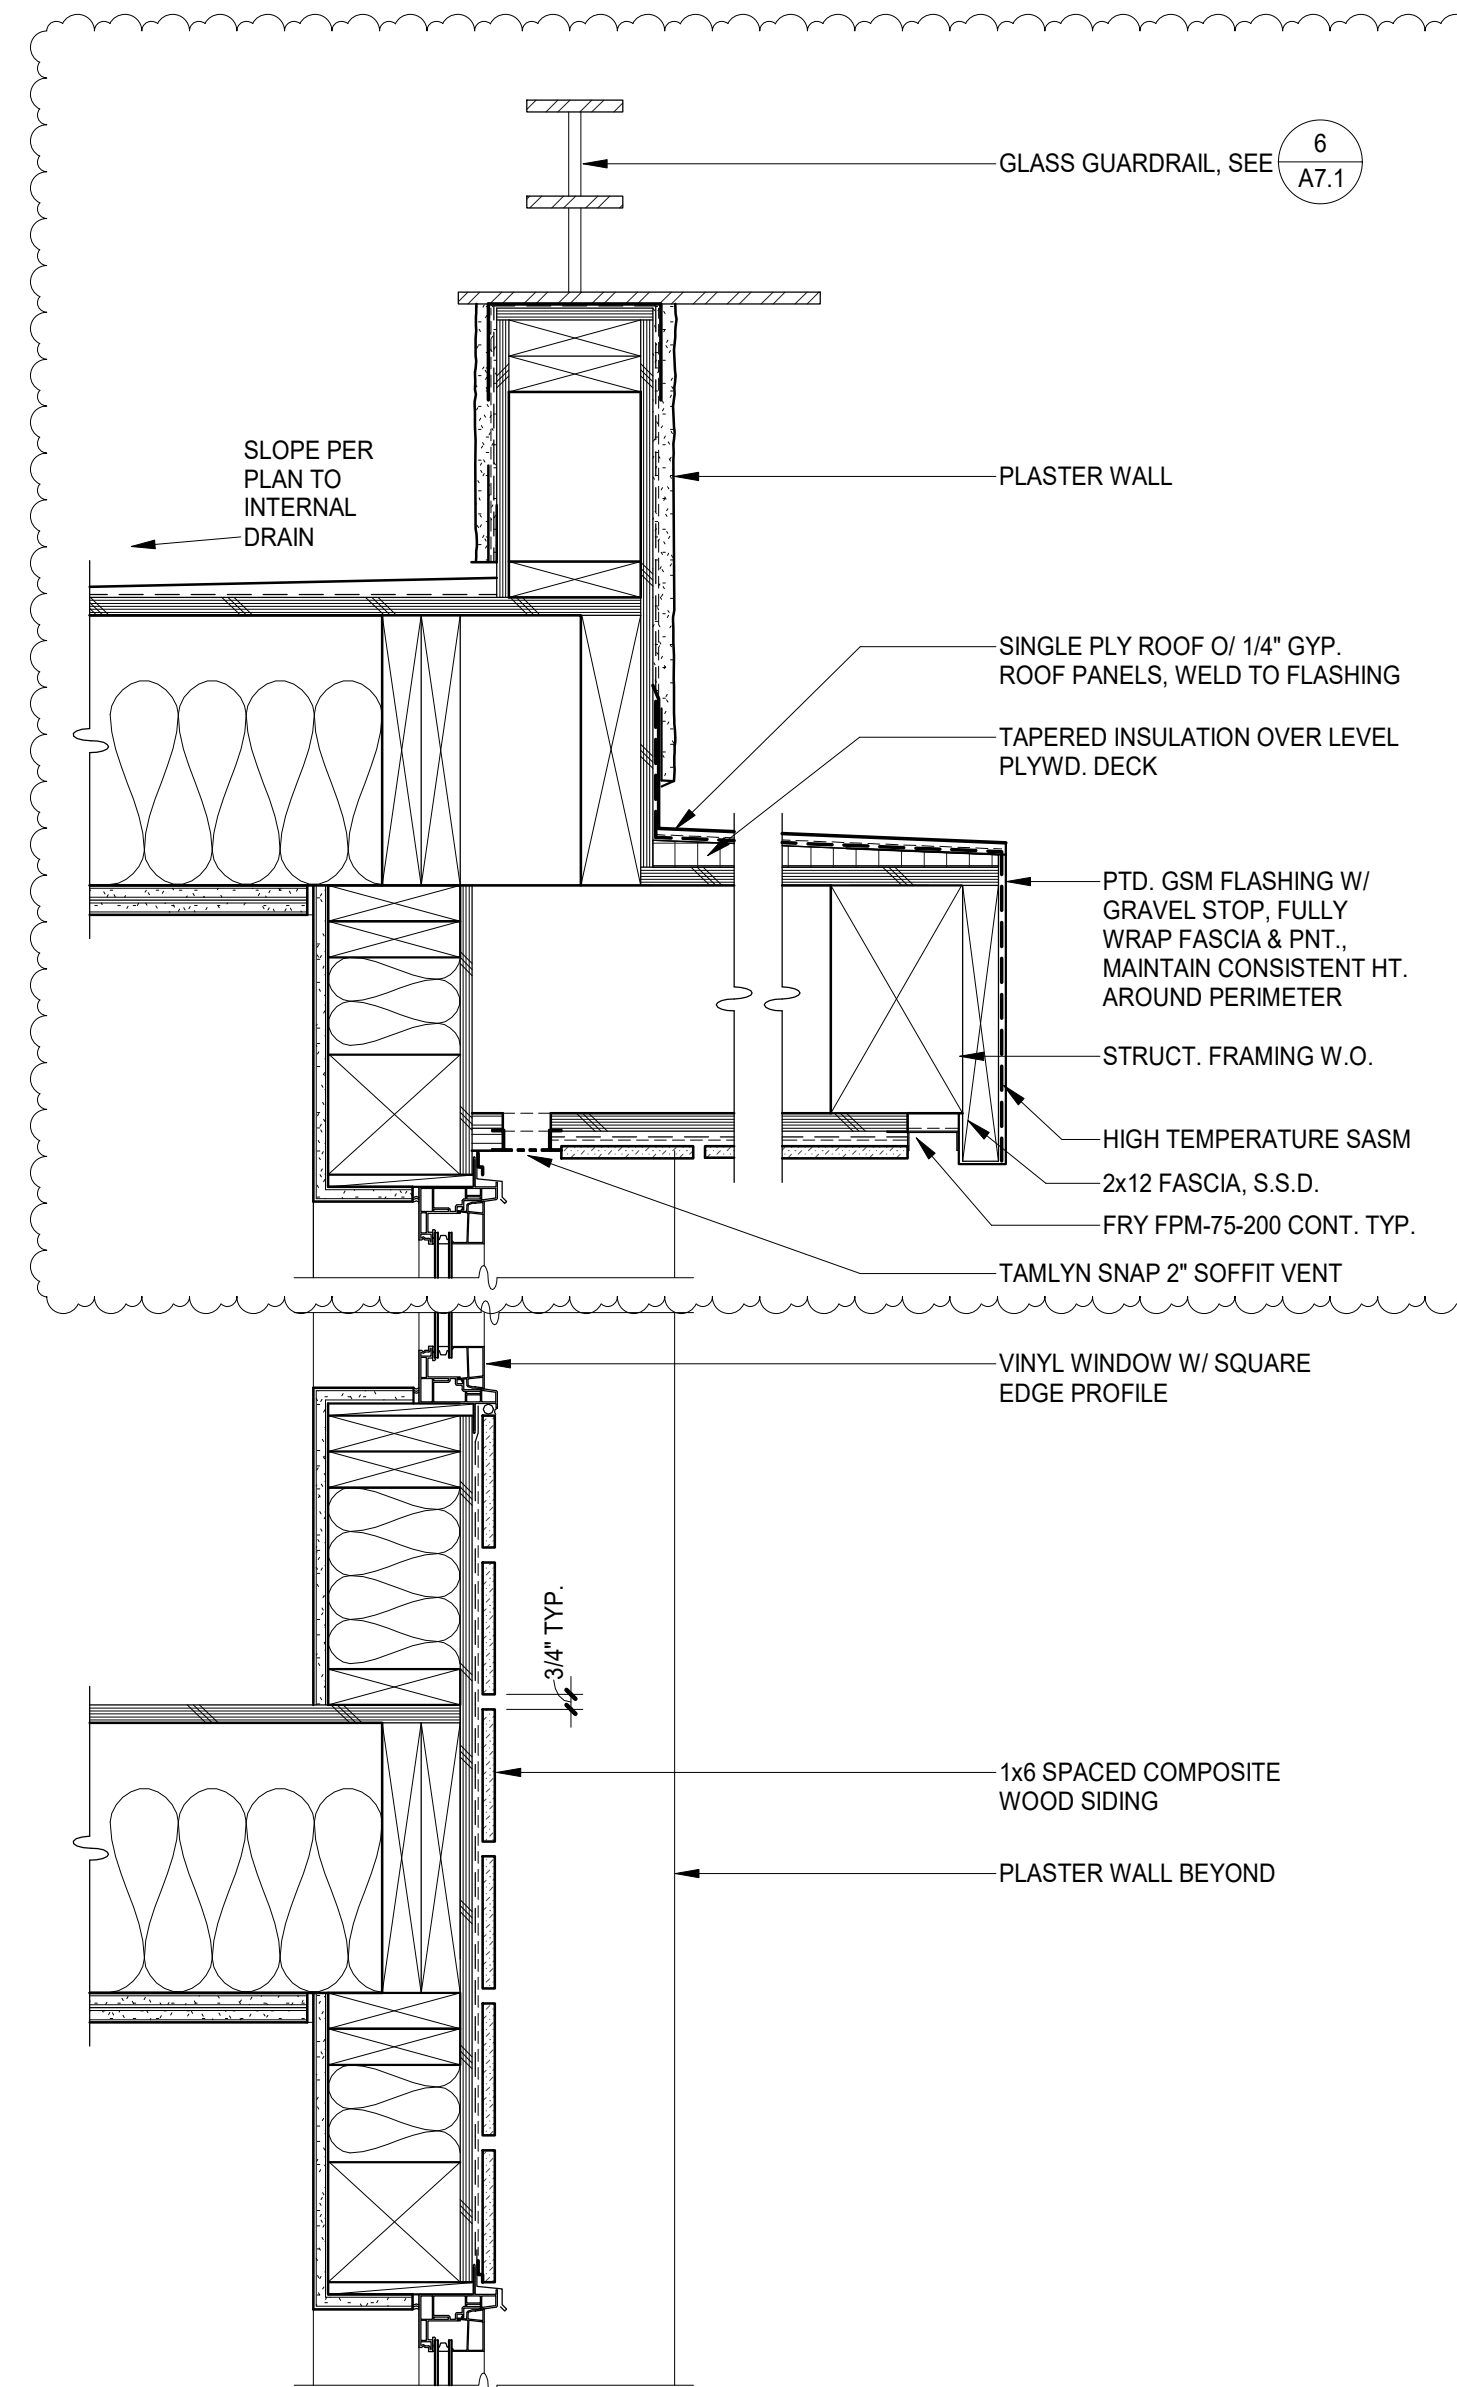 GLASS GUARDRAIL, SEE
6
A7.1
SLOPE PER
PLAN TO
INTERNAL
DRAIN
PLASTER WALL
SINGLE PLY ROOF O/ 1/4" GYP.
ROOF PANELS, WELD TO FLASHING
TAPERED INSULATION OVER LEVEL
PLYWD. DECK
PTD. GSM FLASHING W/
GRAVEL STOP, FULLY
WRAP FASCIA & PNT.,
MAINTAIN CONSISTENT HT.
AROUND PERIMETER
STRUCT. FRAMING W.O.
HIGH TEMPERATURE SASM
2x12 FASCIA, S.S.D.
FRY FPM-75-200 CONT. TYP.
TAMLYN SNAP 2" SOFFIT VENT
VINYL WINDOW W/ SQUARE
EDGE PROFILE
3/4" TYP.
1x6 SPACED COMPOSITE
WOOD SIDING
PLASTER WALL BEYOND